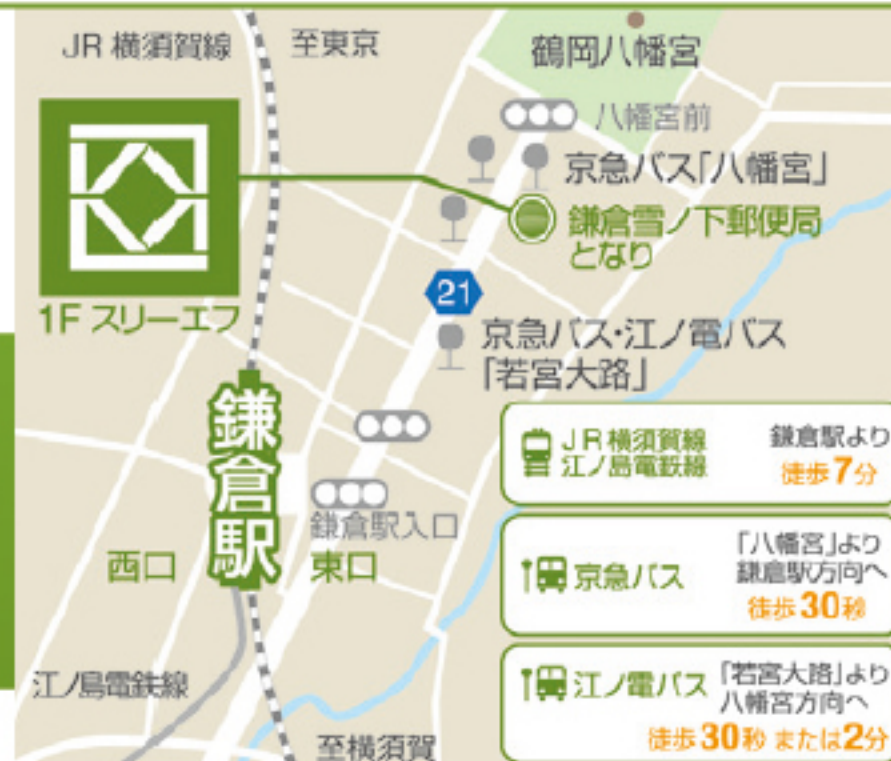 JR 横須賀線
至東京
鶴岡八幡宮
八幡宮前
京急バス「八幡宮」
鎌倉雪ノ下郵便局
となり
1F スリーエフ
21
京急バス・江ノ電バス
「若宮大路」
鎌倉駅
鎌倉駅入口
西口
東口
江ノ島電鉄線
至横須賀
JR横須賀線
江ノ島電鉄線
鎌倉駅より
徒歩7分
京急バス
「八幡宮」より
鎌倉駅方向へ
徒歩30秒
江ノ電バス
「若宮大路」より
八幡宮方向へ
徒歩30秒 または2分